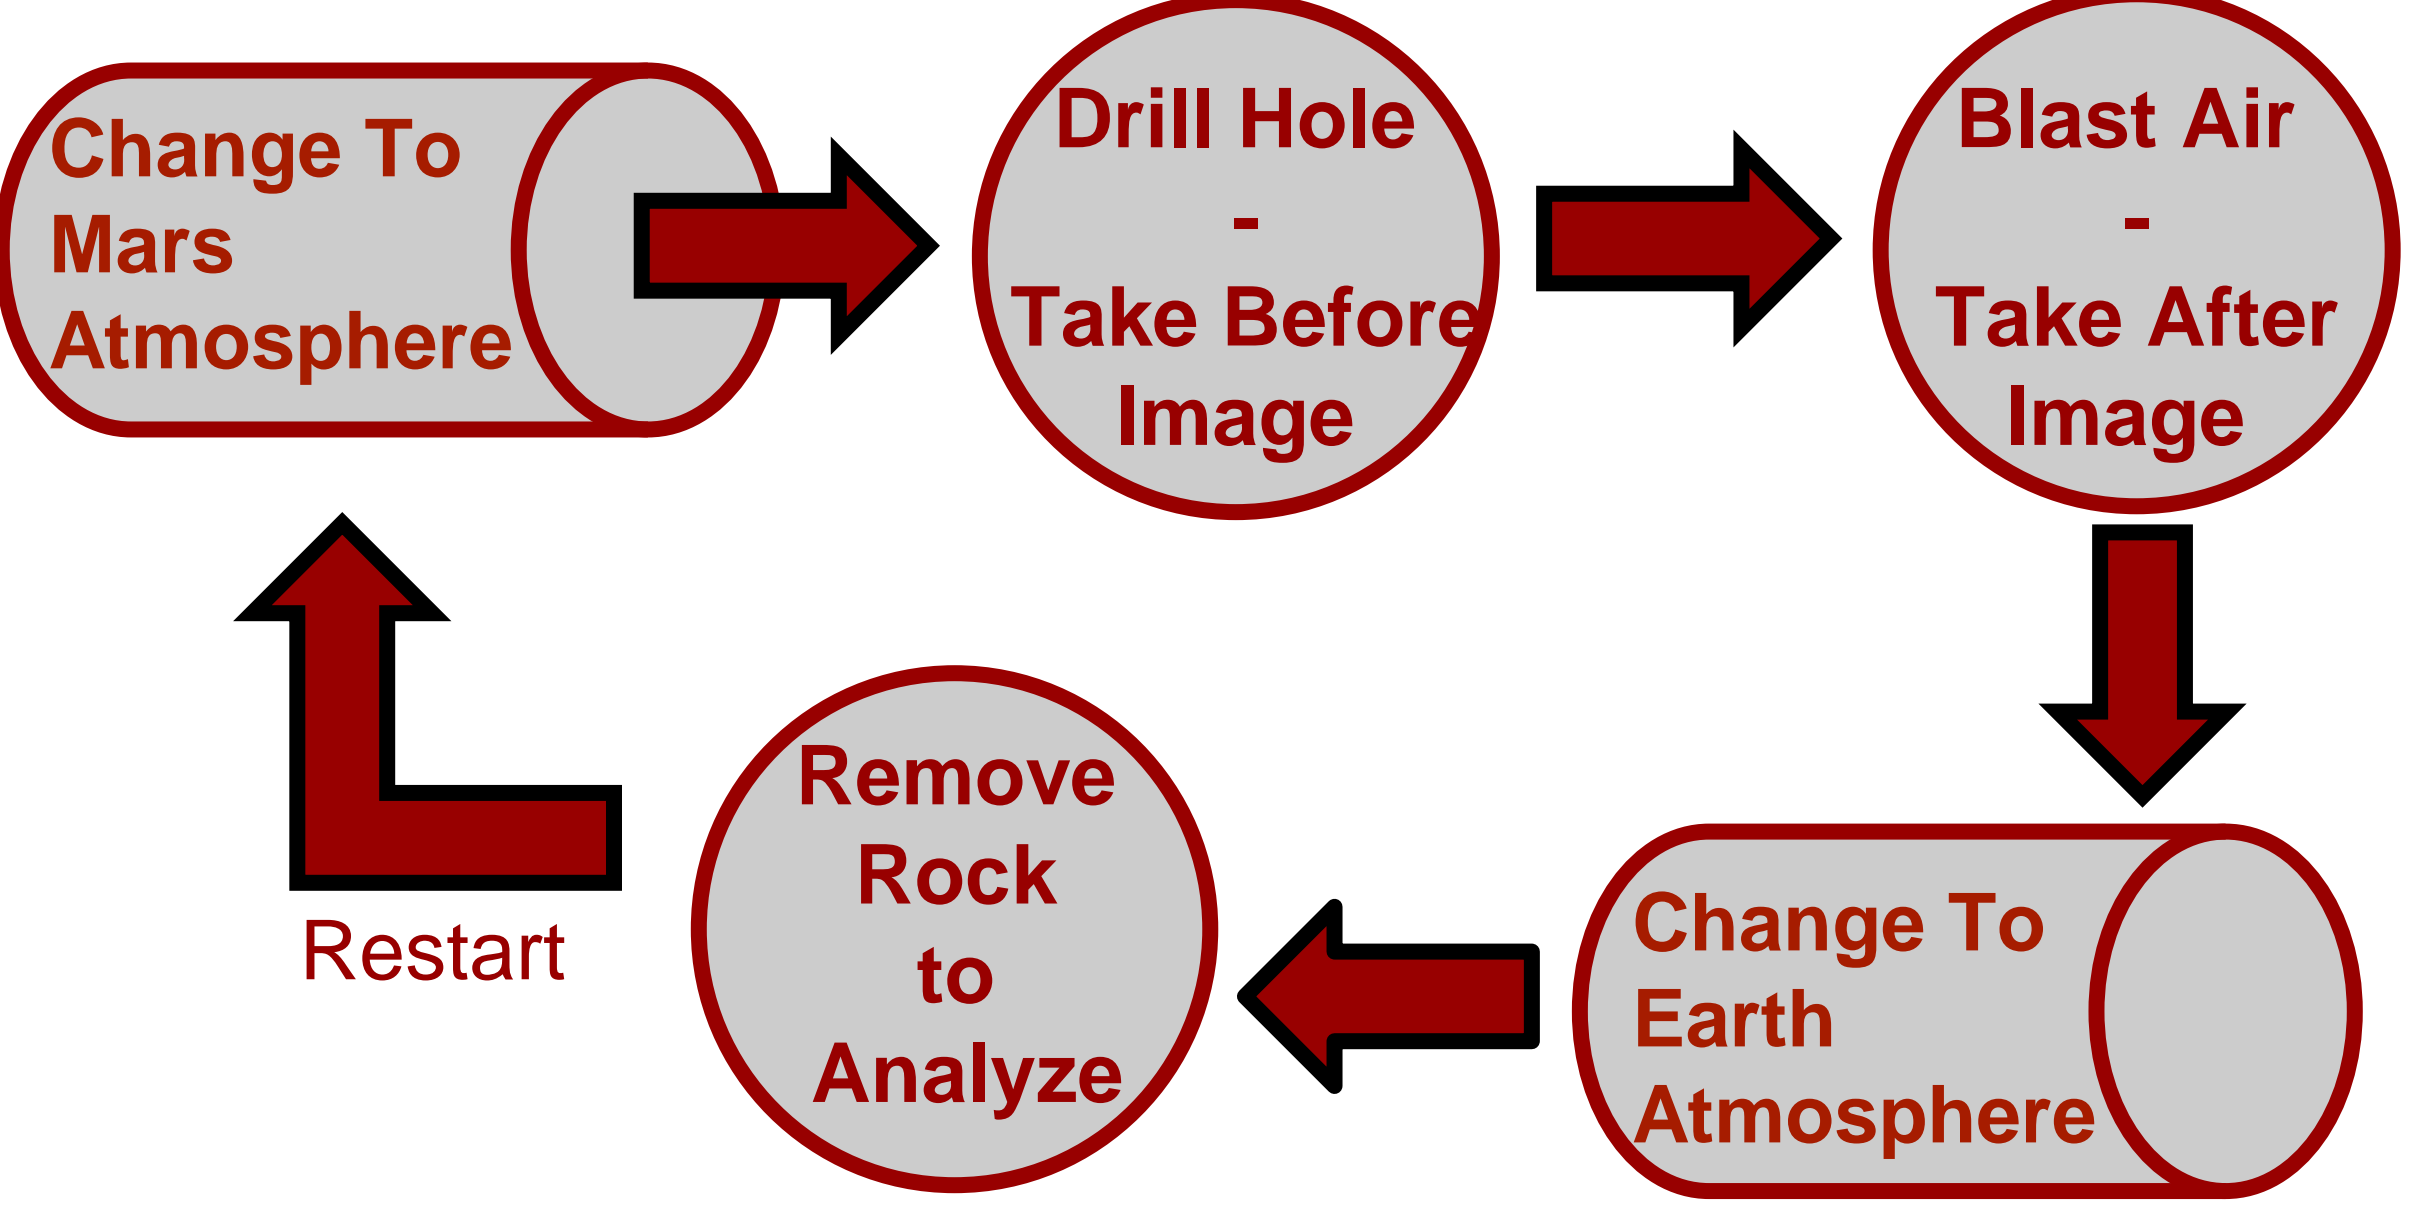 Change To
Mars
Atmosphere
Drill Hole
-
Take Before
Image
Blast Air
-
Take After
Image
Change To
Earth
Atmosphere
Remove
Rock
to
Analyze
Restart